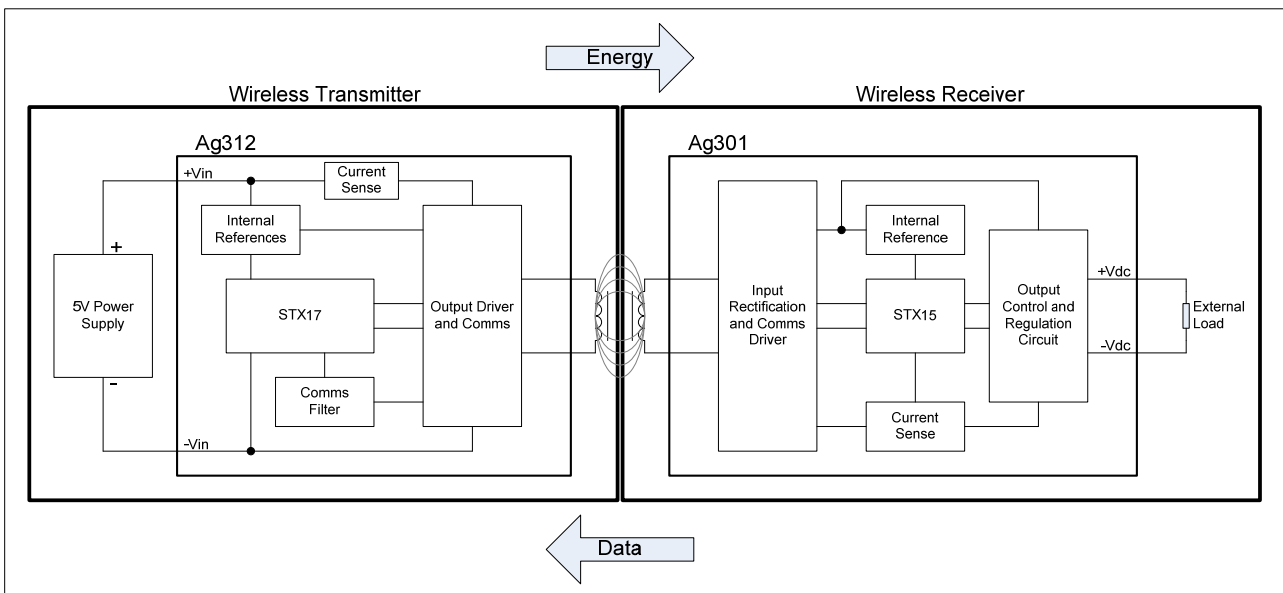 Energy
Wireless Transmitter
Wireless Receiver
Ag312
Ag301
+Vin
Current
Sense
Internal
References
Internal
Reference
+
5V Power
Supply
-
STX17
Output Driver
and Comms
Input
Rectification
and Comms
Driver
STX15
Output
Control and
Regulation
Circuit
+Vdc
-Vdc
External
Load
Comms
Filter
Current
Sense
-Vin
Data